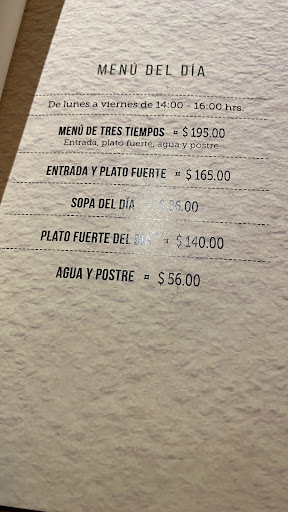 MENÚ DEL DÍA
De lunes a viernes de 14:00 - 16:00 hrs.
MENÚ DE TRES TIEMPOS ¤ $195.00
Entrada, plato fuerte, agua y postre
ENTRADA Y PLATO FUERTE ¤ $165.00
SOPA DEL DÍA
PLATO FUERTE DEL DÍA ¤ $140.00
AGUA Y POSTRE ¤ $56.00